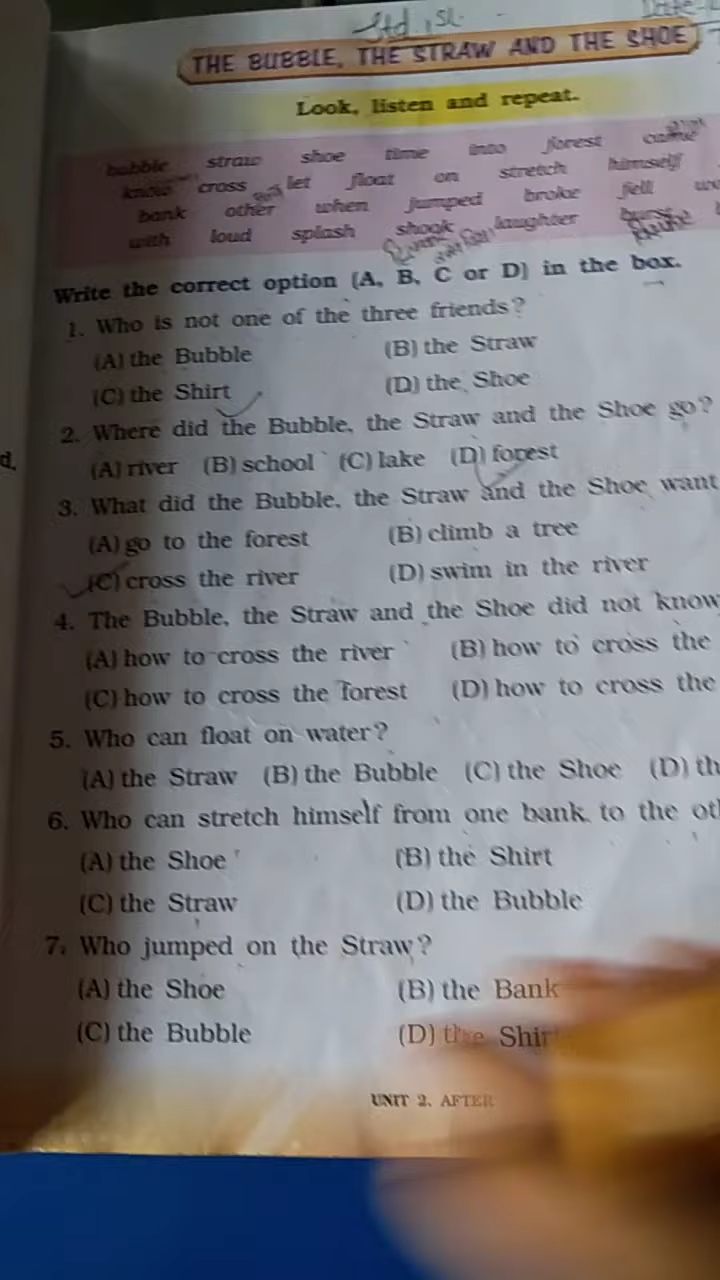 Std. 1st.
THE BUBBLE, THE STRAW AND THE SHOE
Look, listen and repeat.
bubble straw shoe time into forest came
know cross let float on stretch himself
bank other when jumped broke fell
with loud splash shook laughter burst
Write the correct option (A, B, C or D) in the box.
1. Who is not one of the three friends?
(A) the Bubble (B) the Straw
(C) the Shirt (D) the Shoe
2. Where did the Bubble, the Straw and the Shoe go?
(A) river (B) school (C) lake (D) forest
3. What did the Bubble, the Straw and the Shoe want
(A) go to the forest (B) climb a tree
(C) cross the river (D) swim in the river
4. The Bubble, the Straw and the Shoe did not know
(A) how to cross the river (B) how to cross the
(C) how to cross the forest (D) how to cross the
5. Who can float on water?
(A) the Straw (B) the Bubble (C) the Shoe (D) th
6. Who can stretch himself from one bank to the ot
(A) the Shoe (B) the Shirt
(C) the Straw (D) the Bubble
7. Who jumped on the Straw?
(A) the Shoe (B) the Bank
(C) the Bubble (D) the Shir
UNIT 2. AFTER
d,